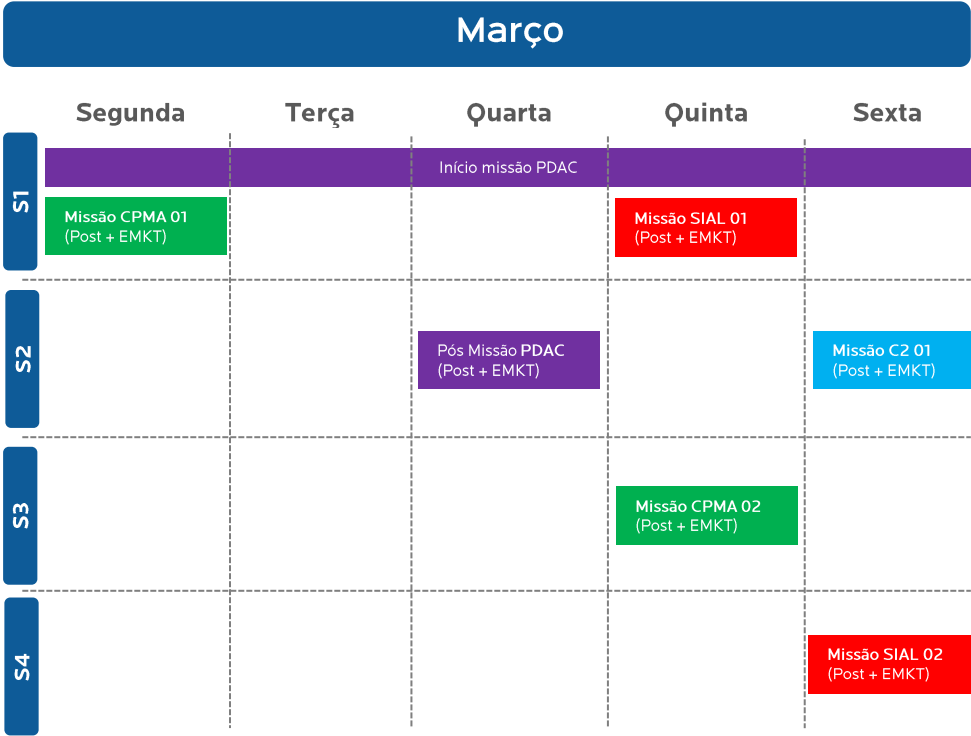 Março
Segunda
Terça
Quarta
Quinta
Sexta
S1
Início missão PDAC
Missão CPMA 01
(Post + EMKT)
Missão SIAL 01
(Post + EMKT)
S2
Pós Missão PDAC
(Post + EMKT)
Missão C2 01
(Post + EMKT)
S3
Missão CPMA 02
(Post + EMKT)
S4
Missão SIAL 02
(Post + EMKT)